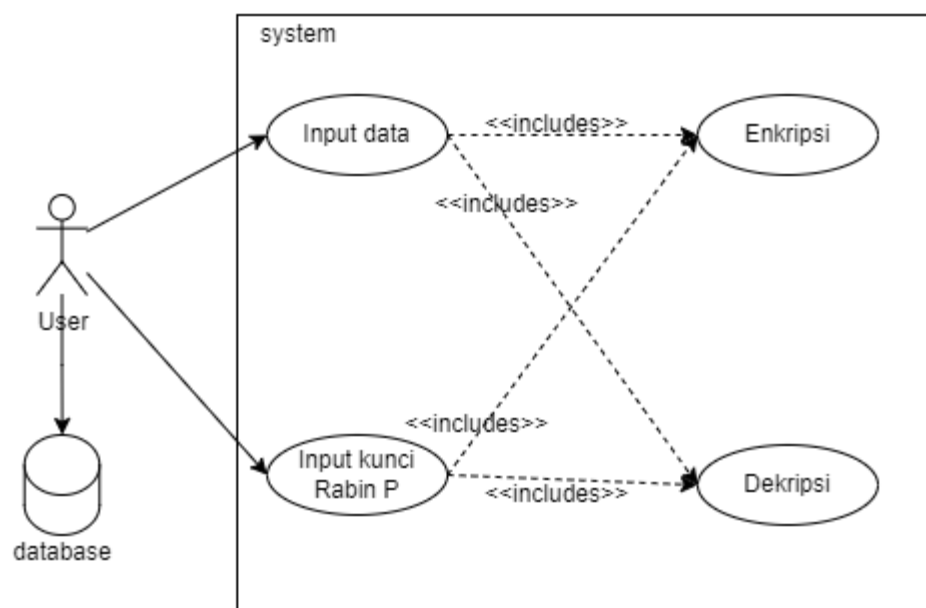 system
Input data
<<includes>>
Enkripsi
<<includes>>
User
<<includes>>
Input kunci
Rabin P
<<includes>>
Dekripsi
database